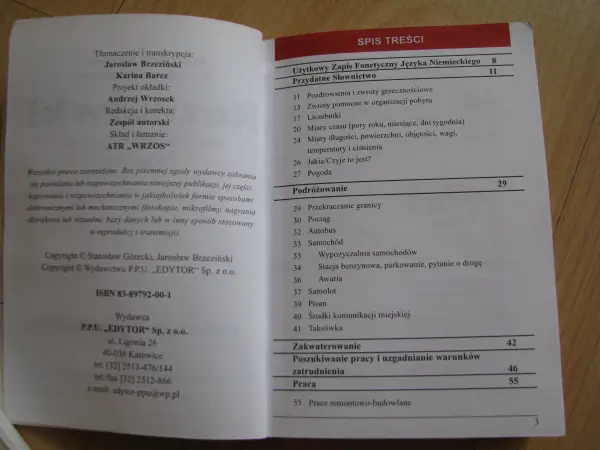 Tłumaczenie i transkrypcja:
Jarosław Brzeziński
Karina Barcz
Projekt okładki:
Andrzej Wrzosek
Redakcja i korekta:
Zespół autorski
Skład i łamanie:
ATR „WRZOS”
Wszystkie prawa zastrzeżone. Bez pisemnej zgody wydawcy zabrania
się powielania lub rozpowszechniania niniejszej publikacji, jej części
kopiowania i rozpowszechniania w jakiejkolwiek formie sposobami
elektronicznymi lub mechanicznymi (fotokopie, mikrofilmy, nagrania
dźwiękowe lub wizualne, bazy danych lub w inny sposób stosowany
w reprodukcji i transmisji).
Copyright © Stanisław Górecki, Jarosław Brzeziński
Copyright © Wydawnictwo P.P.U. „EDYTOR” Sp. z o.o.
ISBN 83-89792-00-1
Wydawca
P.P.U. „EDYTOR” Sp. z o.o.
ul. Ligonia 26
40-036 Katowice
tel. [32] 2513-476/144
tel./fax [32] 2512-866
e-mail: edytor-ppu@wp.pl
SPIS TREŚCI
Użytkowy Zapis Fonetyczny Języka Niemieckiego 8
Przydatne Słownictwo 11
11 Pozdrowienia i zwroty grzecznościowe
13 Zwroty pomocne w organizacji pobytu
17 Liczebniki
20 Miary czasu (pory roku, miesiące, dni tygodnia)
24 Miary długości, powierzchni, objętości, wagi,
temperatury i ciśnienia
26 Jakie/Czyje to jest?
27 Pogoda
Podróżowanie 29
29 Przekraczanie granicy
30 Pociąg
32 Autobus
33 Samochód
33 Wypożyczalnia samochodów
34 Stacja benzynowa, parkowanie, pytanie o drogę
36 Awaria
37 Samolot
39 Prom
40 Środki komunikacji miejskiej
41 Taksówka
Zakwaterowanie 42
Poszukiwanie pracy i uzgadnianie warunków
zatrudnienia 46
Praca 55
55 Prace remontowo-budowlane
3